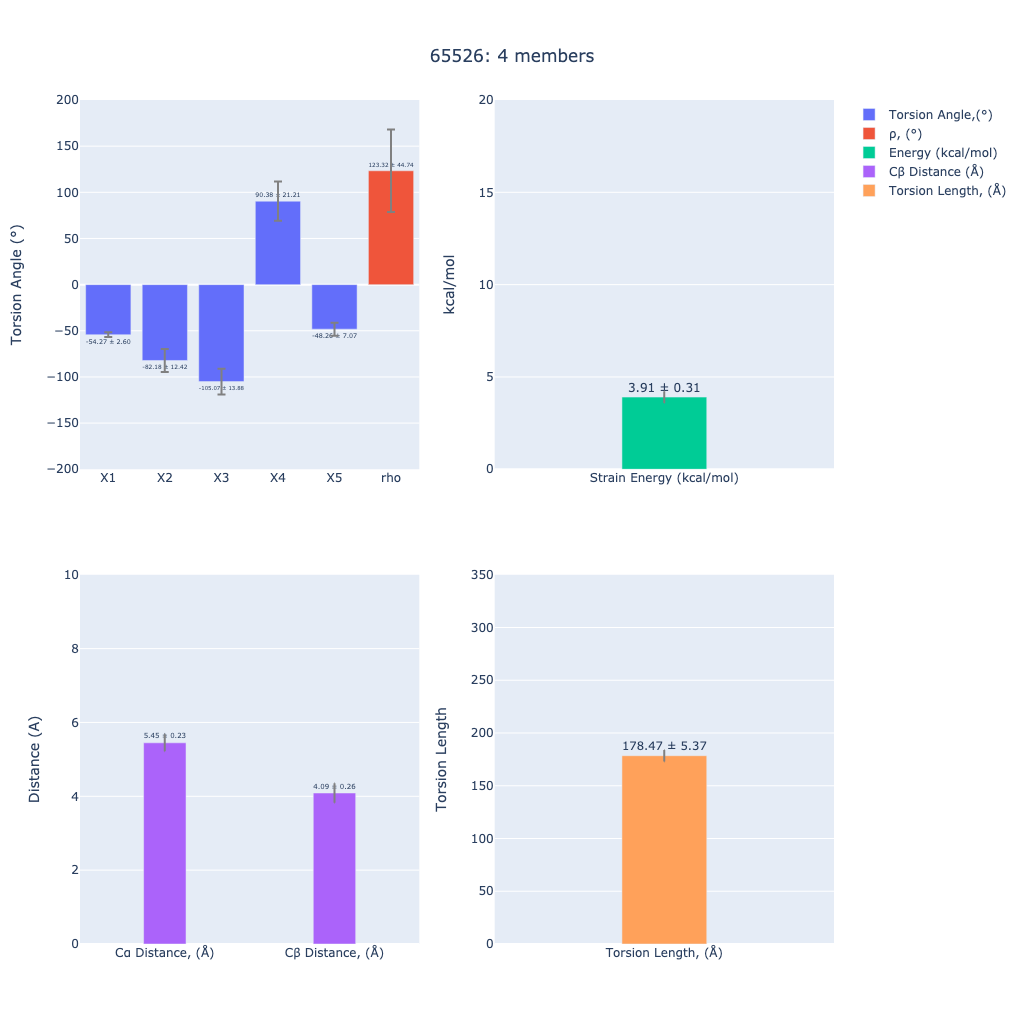 65526: 4 members
Torsion Angle (°)
200
150
100
50
0
−50
−100
−150
−200
-54.27 ± 2.60
-82.18 ± 12.42
-105.07 ± 13.88
90.38 ± 21.21
123.32 ± 44.74
X1 X2 X3 X4 X5 rho
kcal/mol
20
15
10
5
0
3.91 ± 0.31
Strain Energy (kcal/mol)
Torsion Angle,(°)
ρ, (°)
Energy (kcal/mol)
Cβ Distance (Å)
Torsion Length, (Å)
Distance (A)
10
8
6
4
2
0
5.45 ± 0.23
4.09 ± 0.26
Cα Distance, (Å) Cβ Distance, (Å)
Torsion Length
350
300
250
200
150
100
50
0
178.47 ± 5.37
Torsion Length, (Å)